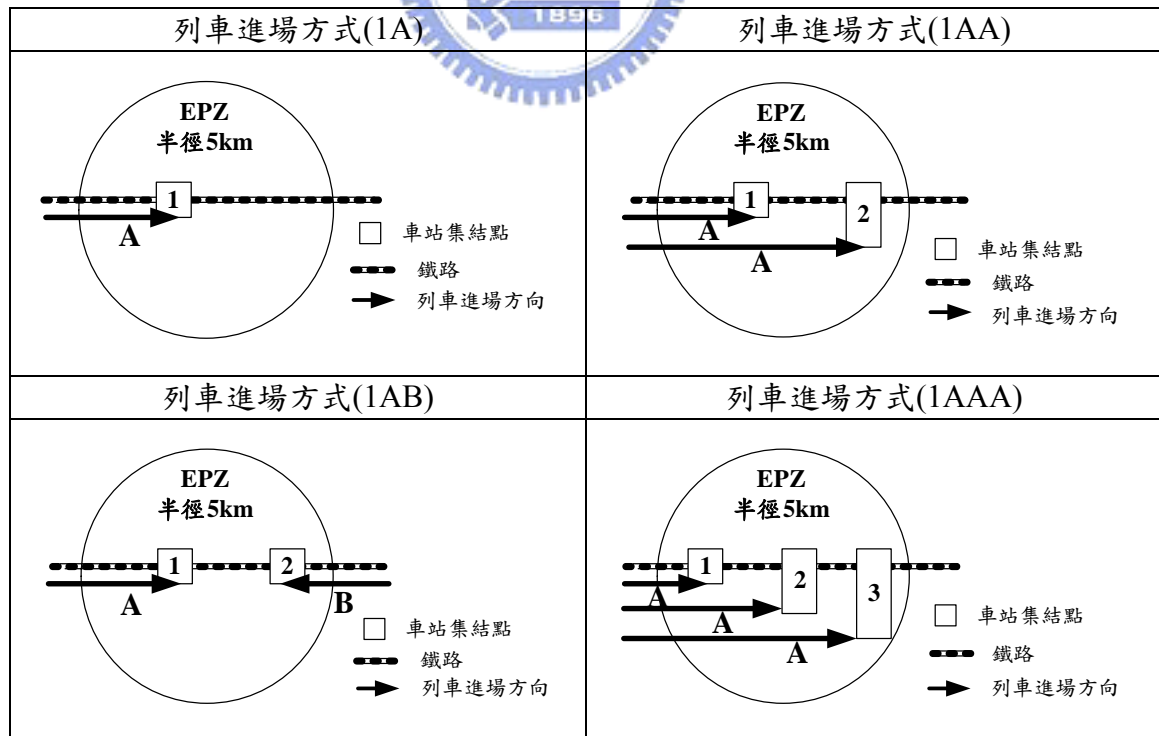 1896
列車進場方式(1A)
EPZ
半徑5km
1
A
車站集結點
鐵路
列車進場方向
列車進場方式(1AA)
EPZ
半徑5km
1
2
A
A
車站集結點
鐵路
列車進場方向
列車進場方式(1AB)
EPZ
半徑5km
1
2
A
B
車站集結點
鐵路
列車進場方向
列車進場方式(1AAA)
EPZ
半徑5km
1
2
3
A
A
A
車站集結點
鐵路
列車進場方向